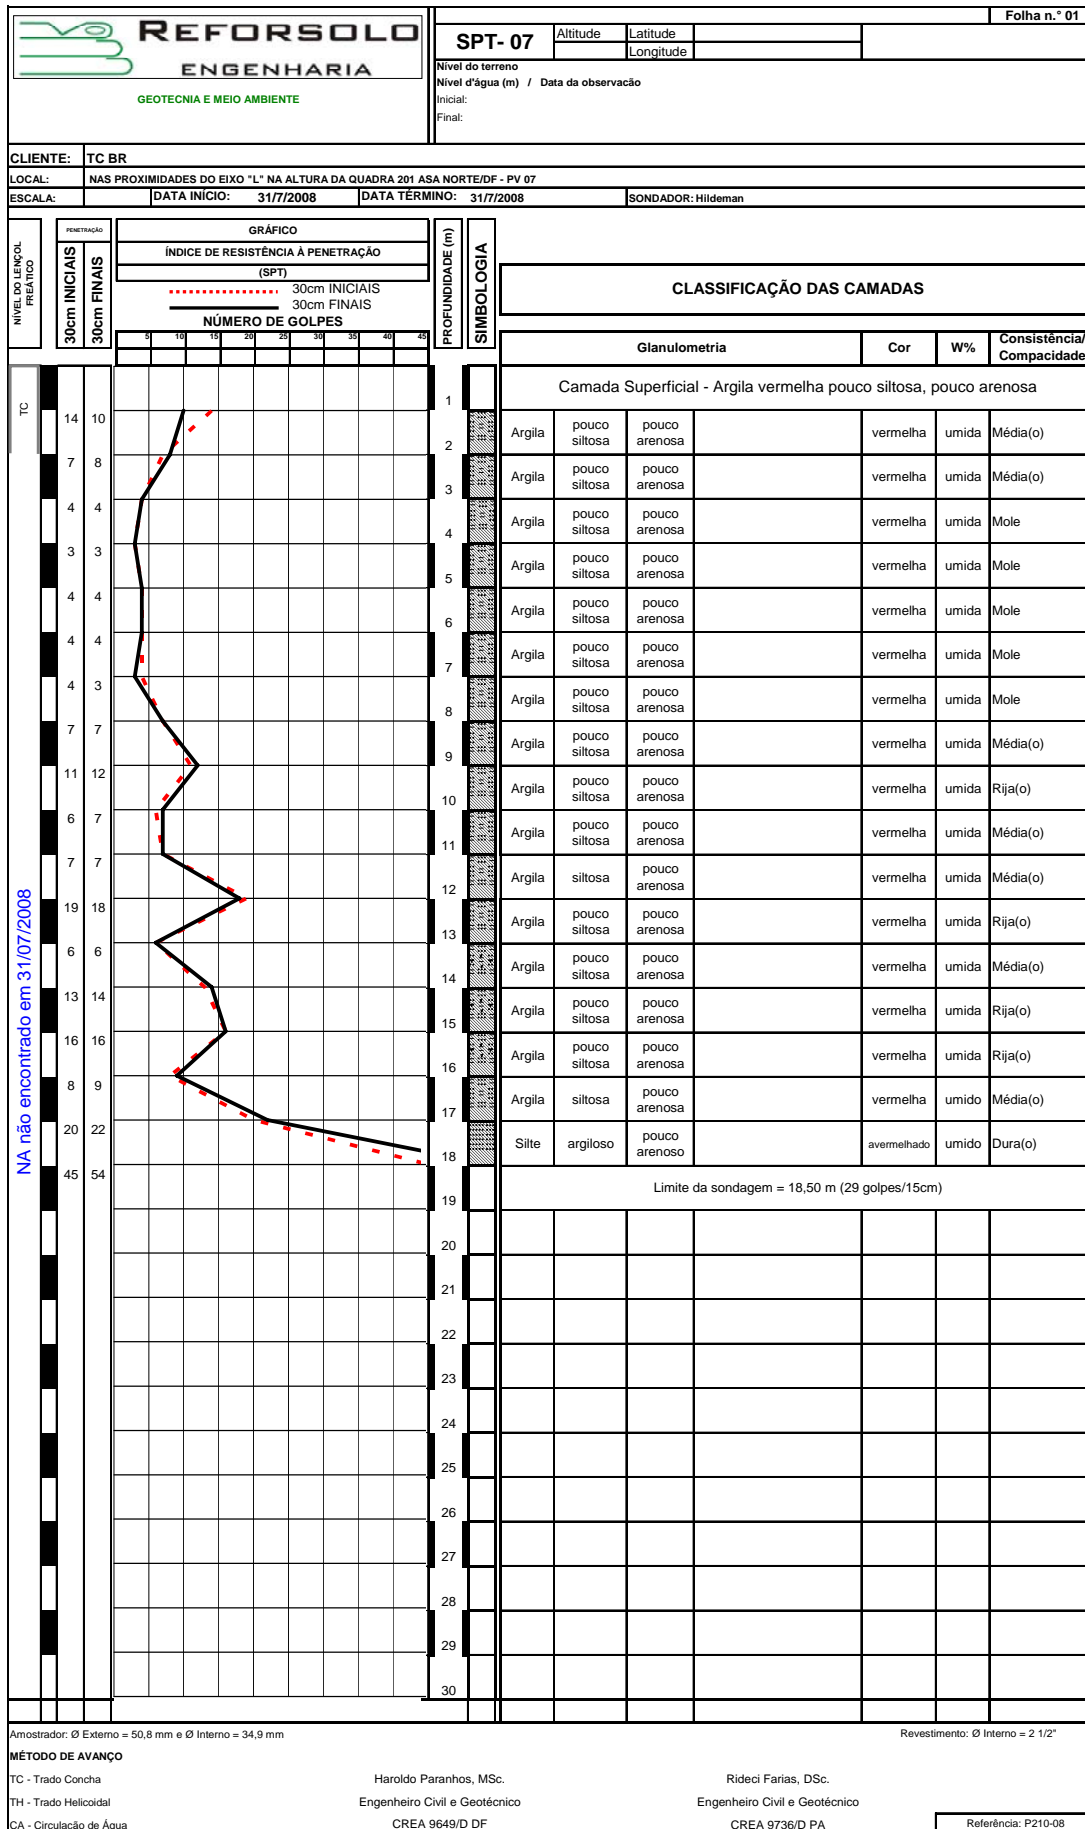 Folha n.° 01
REFORSOLO
ENGENHARIA
GEOTECNIA E MEIO AMBIENTE
SPT- 07
Altitude
Latitude
Longitude
Nível do terreno
Nível d'água (m) / Data da observacão
Inicial:
Final:
CLIENTE: TC BR
LOCAL: NAS PROXIMIDADES DO EIXO "L" NA ALTURA DA QUADRA 201 ASA NORTE/DF - PV 07
ESCALA: DATA INÍCIO: 31/7/2008 DATA TÉRMINO: 31/7/2008 SONDADOR: Hildeman
NÍVEL DO LENÇOL FREÁTICO
PENETRAÇÃO
30cm INICIAIS
30cm FINAIS
GRÁFICO
ÍNDICE DE RESISTÊNCIA À PENETRAÇÃO
(SPT)
30cm INICIAIS
30cm FINAIS
NÚMERO DE GOLPES
5 10 15 20 25 30 35 40 45
PROFUNDIDADE (m)
SIMBOLOGIA
CLASSIFICAÇÃO DAS CAMADAS
Glanulometria Cor W% Consistência/ Compacidade
TC
NA não encontrado em 31/07/2008
1 Camada Superficial - Argila vermelha pouco siltosa, pouco arenosa
14 10 2 Argila pouco siltosa pouco arenosa vermelha umida Média(o)
7 8 3 Argila pouco siltosa pouco arenosa vermelha umida Média(o)
4 4 4 Argila pouco siltosa pouco arenosa vermelha umida Mole
3 3 5 Argila pouco siltosa pouco arenosa vermelha umida Mole
4 4 6 Argila pouco siltosa pouco arenosa vermelha umida Mole
4 4 7 Argila pouco siltosa pouco arenosa vermelha umida Mole
4 3 8 Argila pouco siltosa pouco arenosa vermelha umida Mole
7 7 9 Argila pouco siltosa pouco arenosa vermelha umida Média(o)
11 12 10 Argila pouco siltosa pouco arenosa vermelha umida Rija(o)
6 7 11 Argila pouco siltosa pouco arenosa vermelha umida Média(o)
7 7 12 Argila siltosa pouco arenosa vermelha umida Média(o)
19 18 13 Argila pouco siltosa pouco arenosa vermelha umida Rija(o)
6 6 14 Argila pouco siltosa pouco arenosa vermelha umida Média(o)
13 14 15 Argila pouco siltosa pouco arenosa vermelha umida Rija(o)
16 16 16 Argila pouco siltosa pouco arenosa vermelha umida Rija(o)
8 9 17 Argila siltosa pouco arenosa vermelha umido Média(o)
20 22 18 Silte argiloso pouco arenoso avermelhado umido Dura(o)
45 54 19 Limite da sondagem = 18,50 m (29 golpes/15cm)
20
21
22
23
24
25
26
27
28
29
30
Amostrador: Ø Externo = 50,8 mm e Ø Interno = 34,9 mm
Revestimento: Ø Interno = 2 1/2"
MÉTODO DE AVANÇO
TC - Trado Concha Haroldo Paranhos, MSc. Rideci Farias, DSc.
TH - Trado Helicoidal Engenheiro Civil e Geotécnico Engenheiro Civil e Geotécnico
CA - Circulação de Água CREA 9649/D DF CREA 9736/D PA Referência: P210-08